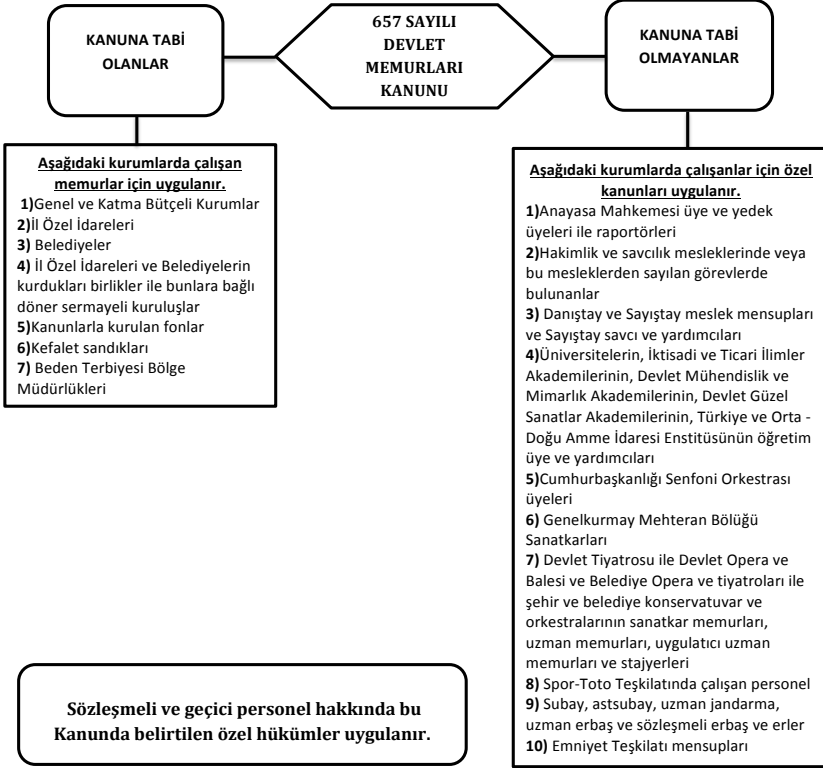 KANUNA TABİ
OLANLAR
657 SAYILI
DEVLET
MEMURLARI
KANUNU
KANUNA TABİ
OLMAYANLAR
Aşağıdaki kurumlarda çalışan
memurlar için uygulanır.
1)Genel ve Katma Bütçeli Kurumlar
2)İl Özel İdareleri
3) Belediyeler
4) İl Özel İdareleri ve Belediyelerin
kurdukları birlikler ile bunlara bağlı
döner sermayeli kuruluşlar
5)Kanunlarla kurulan fonlar
6)Kefalet sandıkları
7) Beden Terbiyesi Bölge
Müdürlükleri
Aşağıdaki kurumlarda çalışanlar için özel
kanunları uygulanır.
1)Anayasa Mahkemesi üye ve yedek
üyeleri ile raportörleri
2)Hakimlik ve savcılık mesleklerinde veya
bu mesleklerden sayılan görevlerde
bulunanlar
3) Danıştay ve Sayıştay meslek mensupları
ve Sayıştay savcı ve yardımcıları
4)Üniversitelerin, İktisadi ve Ticari İlimler
Akademilerinin, Devlet Mühendislik ve
Mimarlık Akademilerinin, Devlet Güzel
Sanatlar Akademilerinin, Türkiye ve Orta -
Doğu Amme İdaresi Enstitüsünün öğretim
üye ve yardımcıları
5)Cumhurbaşkanlığı Senfoni Orkestrası
üyeleri
6) Genelkurmay Mehteran Bölüğü
Sanatkarları
7) Devlet Tiyatrosu ile Devlet Opera ve
Balesi ve Belediye Opera ve tiyatroları ile
şehir ve belediye konservatuvar ve
orkestralarının sanatkar memurları,
uzman memurları, uygulatıcı uzman
memurları ve stajyerleri
8) Spor-Toto Teşkilatında çalışan personel
9) Subay, astsubay, uzman jandarma,
uzman erbaş ve sözleşmeli erbaş ve erler
10) Emniyet Teşkilatı mensupları
Sözleşmeli ve geçici personel hakkında bu
Kanunda belirtilen özel hükümler uygulanır.